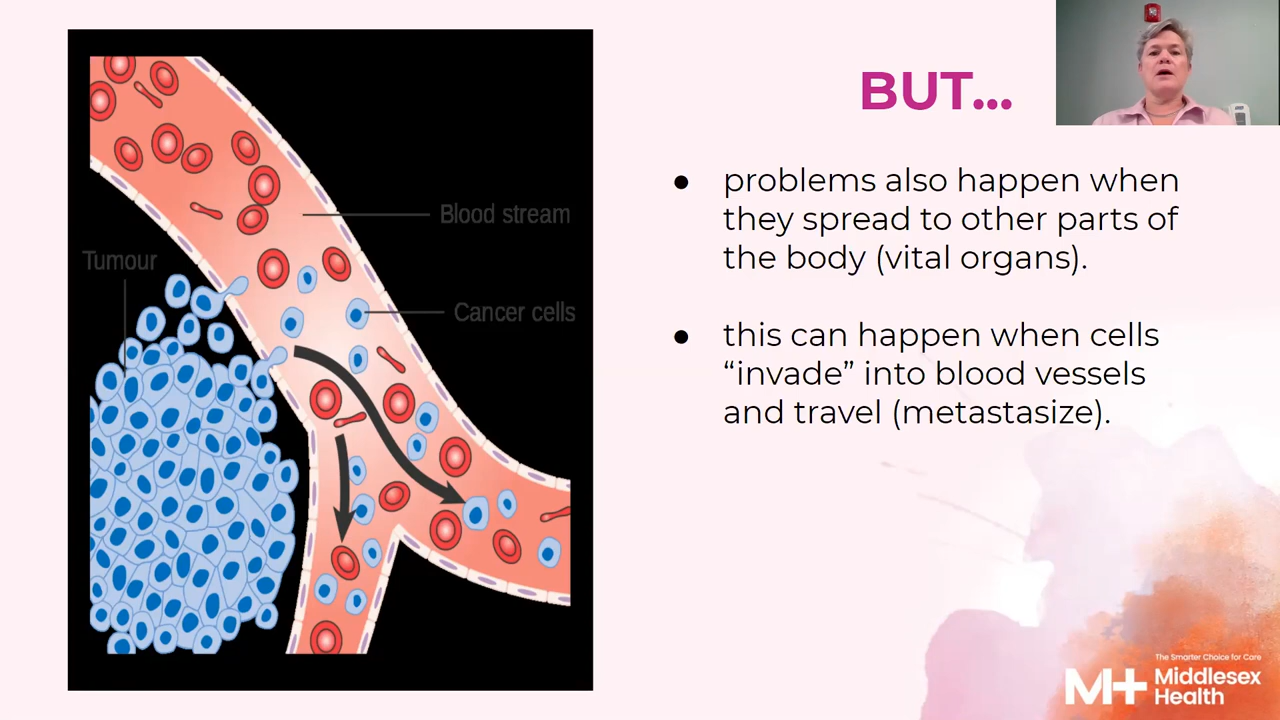 BUT...
Blood stream
Tumour
Cancer cells
● problems also happen when
they spread to other parts of
the body (vital organs).
● this can happen when cells
“invade” into blood vessels
and travel (metastasize).
The Smarter Choice for Care
M+ Middlesex
Health